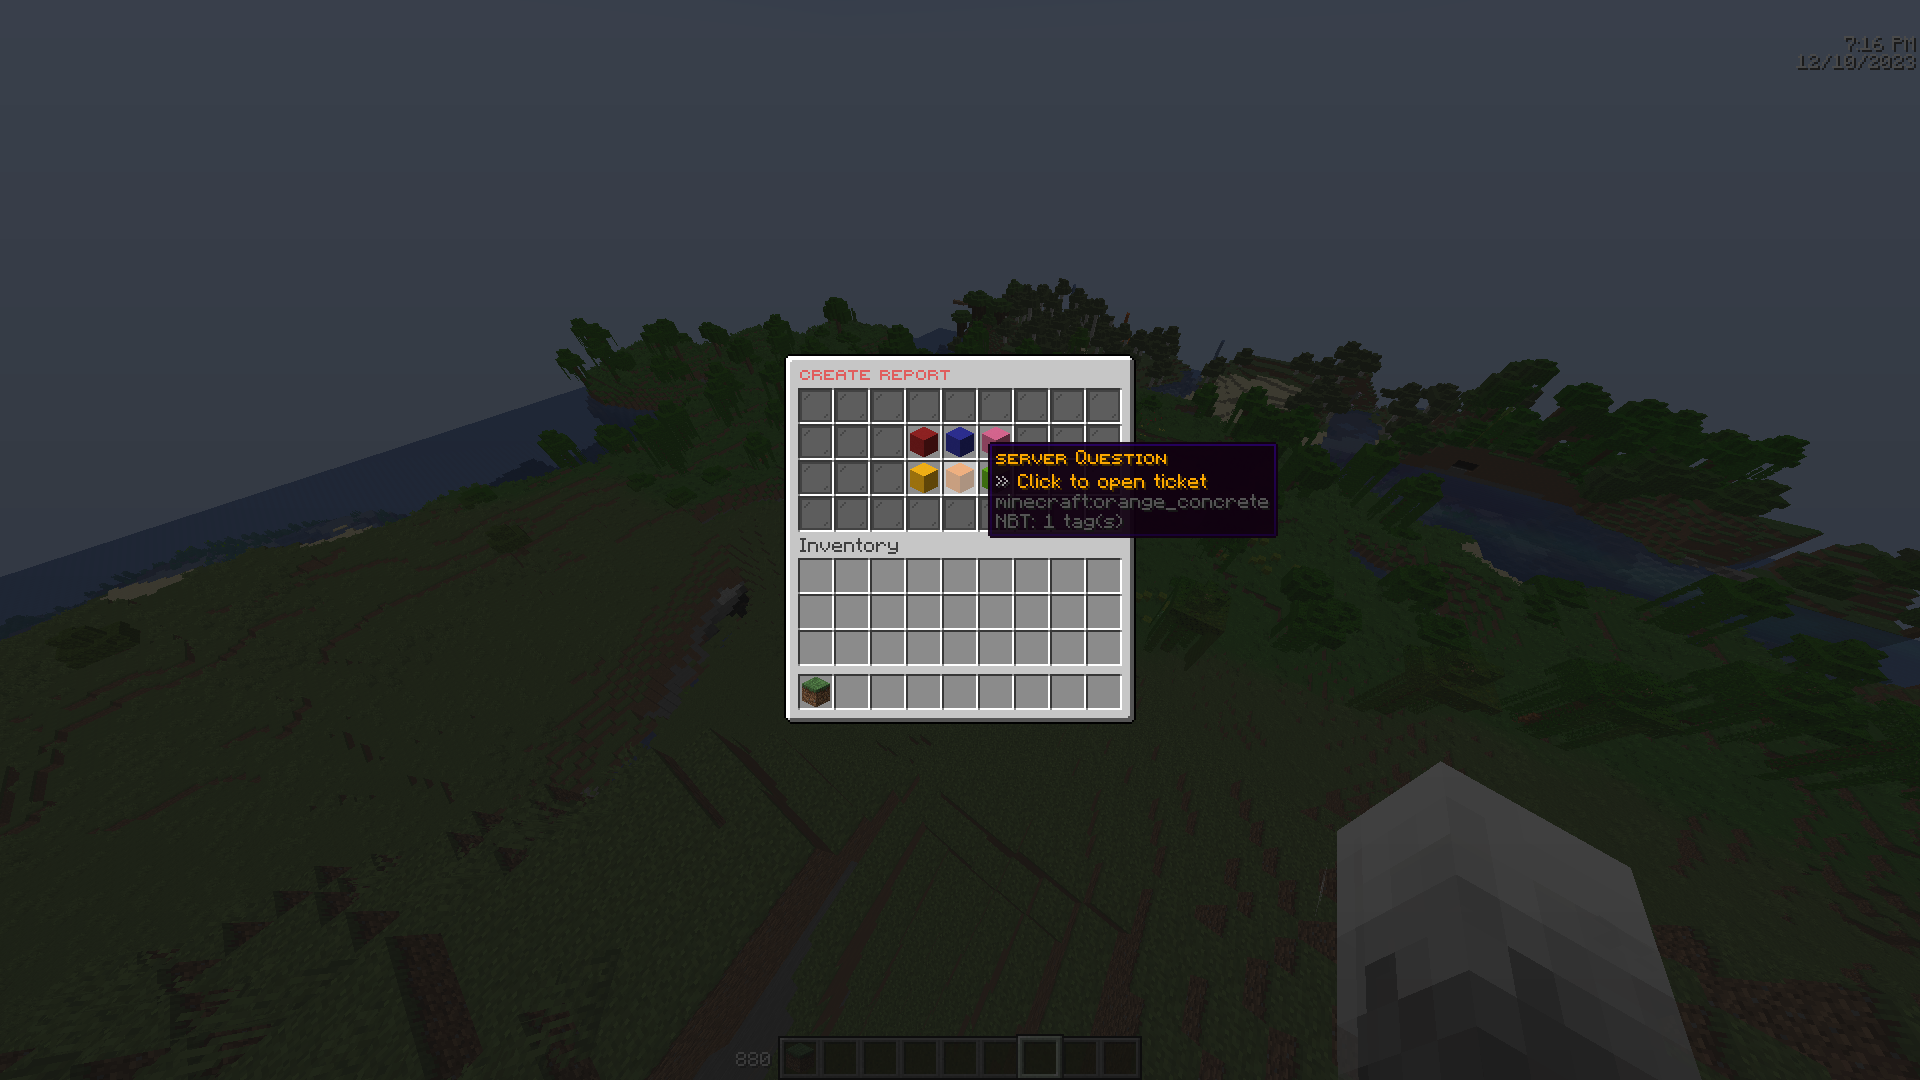 7:16 PM
12/10/2023
CREATE REPORT
SERVER QUESTION
» Click to open ticket
minecraft:orange_concrete
NBT: 1 tag(s)
Inventory
880